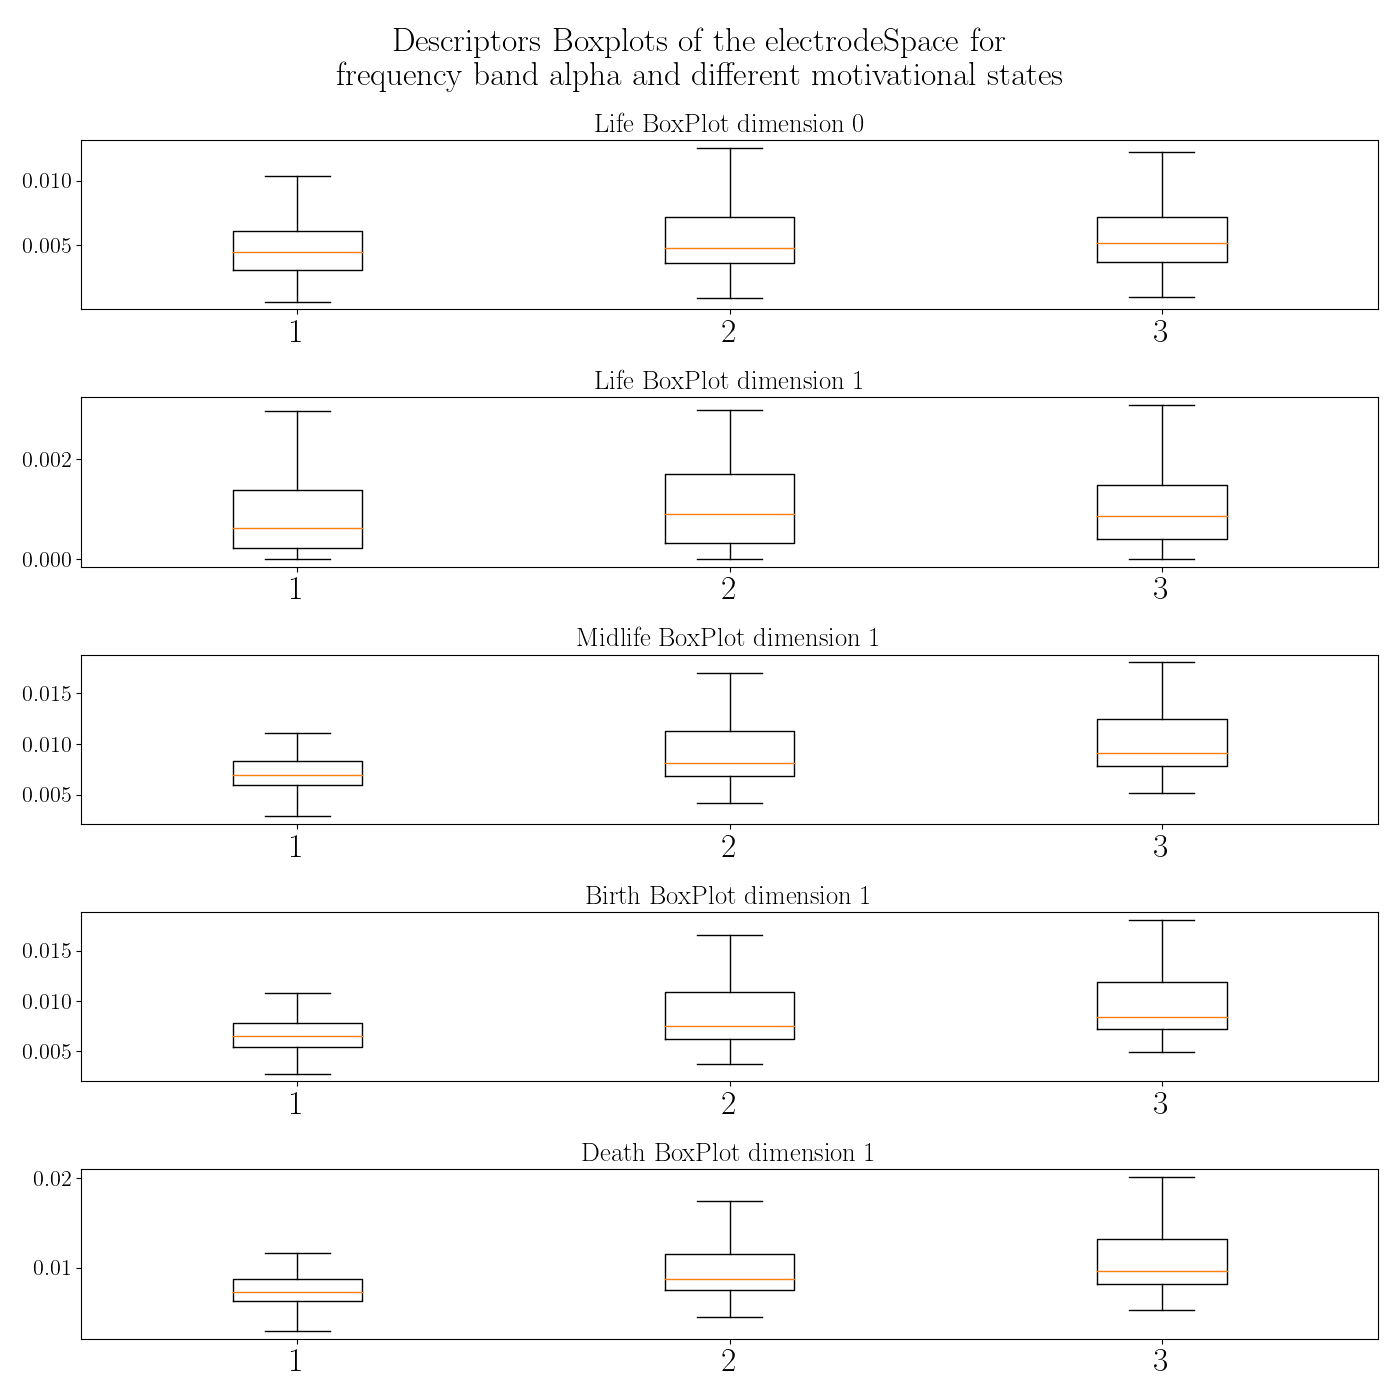 Descriptors Boxplots of the electrodeSpace for
frequency band alpha and different motivational states
Life BoxPlot dimension 0
0.010
0.005
1 2 3
Life BoxPlot dimension 1
0.002
0.000
1 2 3
Midlife BoxPlot dimension 1
0.015
0.010
0.005
1 2 3
Birth BoxPlot dimension 1
0.015
0.010
0.005
1 2 3
Death BoxPlot dimension 1
0.02
0.01
1 2 3